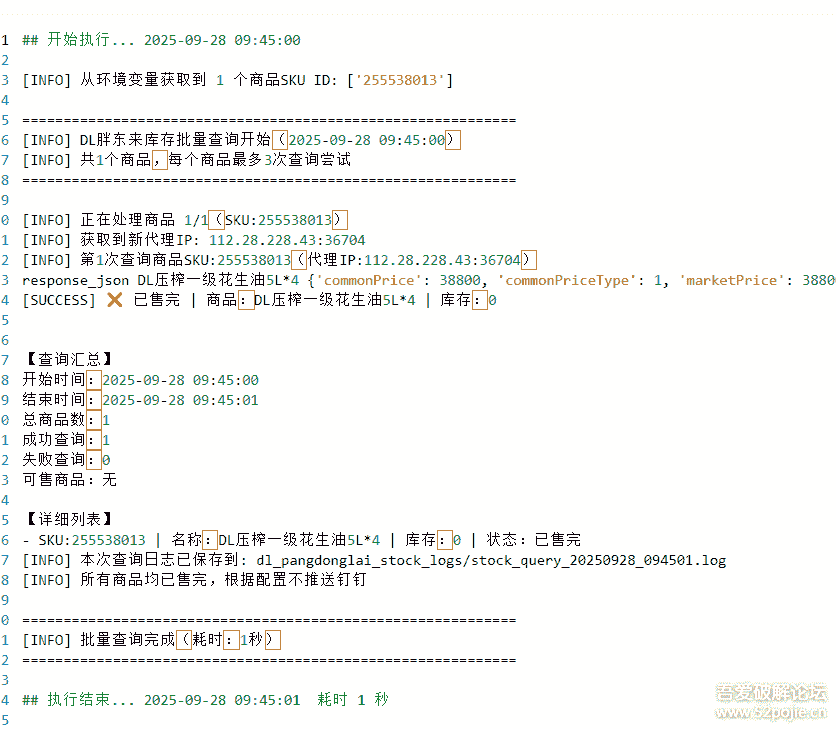 1 ## 开始执行... 2025-09-28 09:45:00
2
3 [INFO] 从环境变量获取到 1 个商品SKU ID: ['255538013']
4
5 ============================================================
6 [INFO] DL胖东来库存批量查询开始（2025-09-28 09:45:00）
7 [INFO] 共1个商品，每个商品最多3次查询尝试
8 ============================================================
9
0 [INFO] 正在处理商品 1/1（SKU:255538013）
1 [INFO] 获取到新代理IP: 112.28.228.43:36704
2 [INFO] 第1次查询商品SKU:255538013（代理IP:112.28.228.43:36704）
3 response_json DL压榨一级花生油5L*4 {'commonPrice': 38800, 'commonPriceType': 1, 'marketPrice': 3880
4 [SUCCESS] ❌ 已售完 | 商品：DL压榨一级花生油5L*4 | 库存：0
5
6
7 【查询汇总】
8 开始时间：2025-09-28 09:45:00
9 结束时间：2025-09-28 09:45:01
0 总商品数：1
1 成功查询：1
2 失败查询：0
3 可售商品：无
4
5 【详细列表】
6 - SKU:255538013 | 名称：DL压榨一级花生油5L*4 | 库存：0 | 状态：已售完
7 [INFO] 本次查询日志已保存到: dl_pangdonglai_stock_logs/stock_query_20250928_094501.log
8 [INFO] 所有商品均已售完，根据配置不推送钉钉
9
0 ============================================================
1 [INFO] 批量查询完成（耗时：1秒）
2 ============================================================
3
4 ## 执行结束... 2025-09-28 09:45:01  耗时 1 秒
5
吾爱破解论坛
www.52pojie.cn